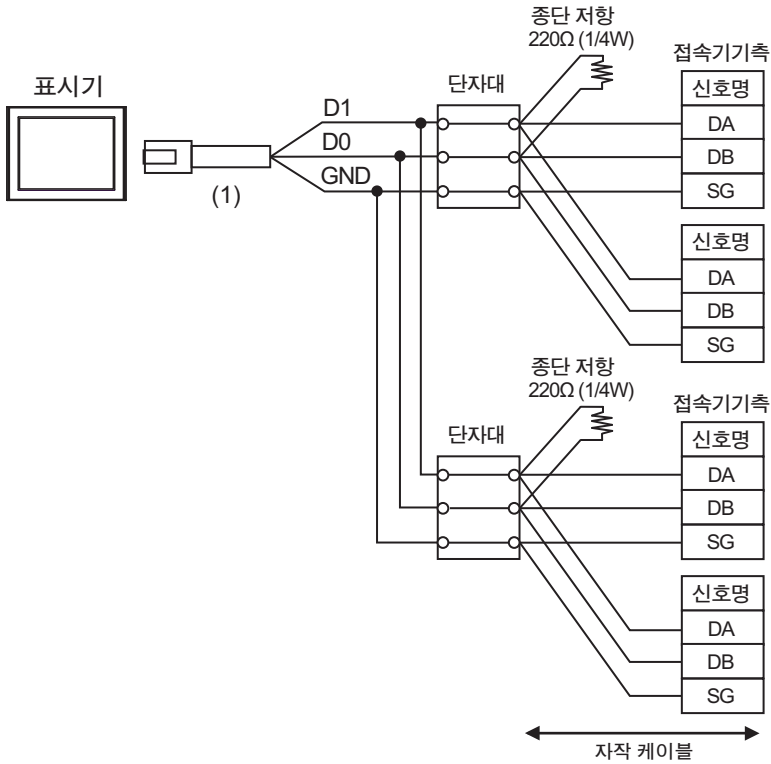 종단 저항
220Ω (1/4W)
접속기기측
표시기
단자대
신호명
D1
DA
D0
DB
GND
SG
(1)
신호명
DA
DB
SG
종단 저항
220Ω (1/4W)
접속기기측
단자대
신호명
DA
DB
SG
신호명
DA
DB
SG
자작 케이블